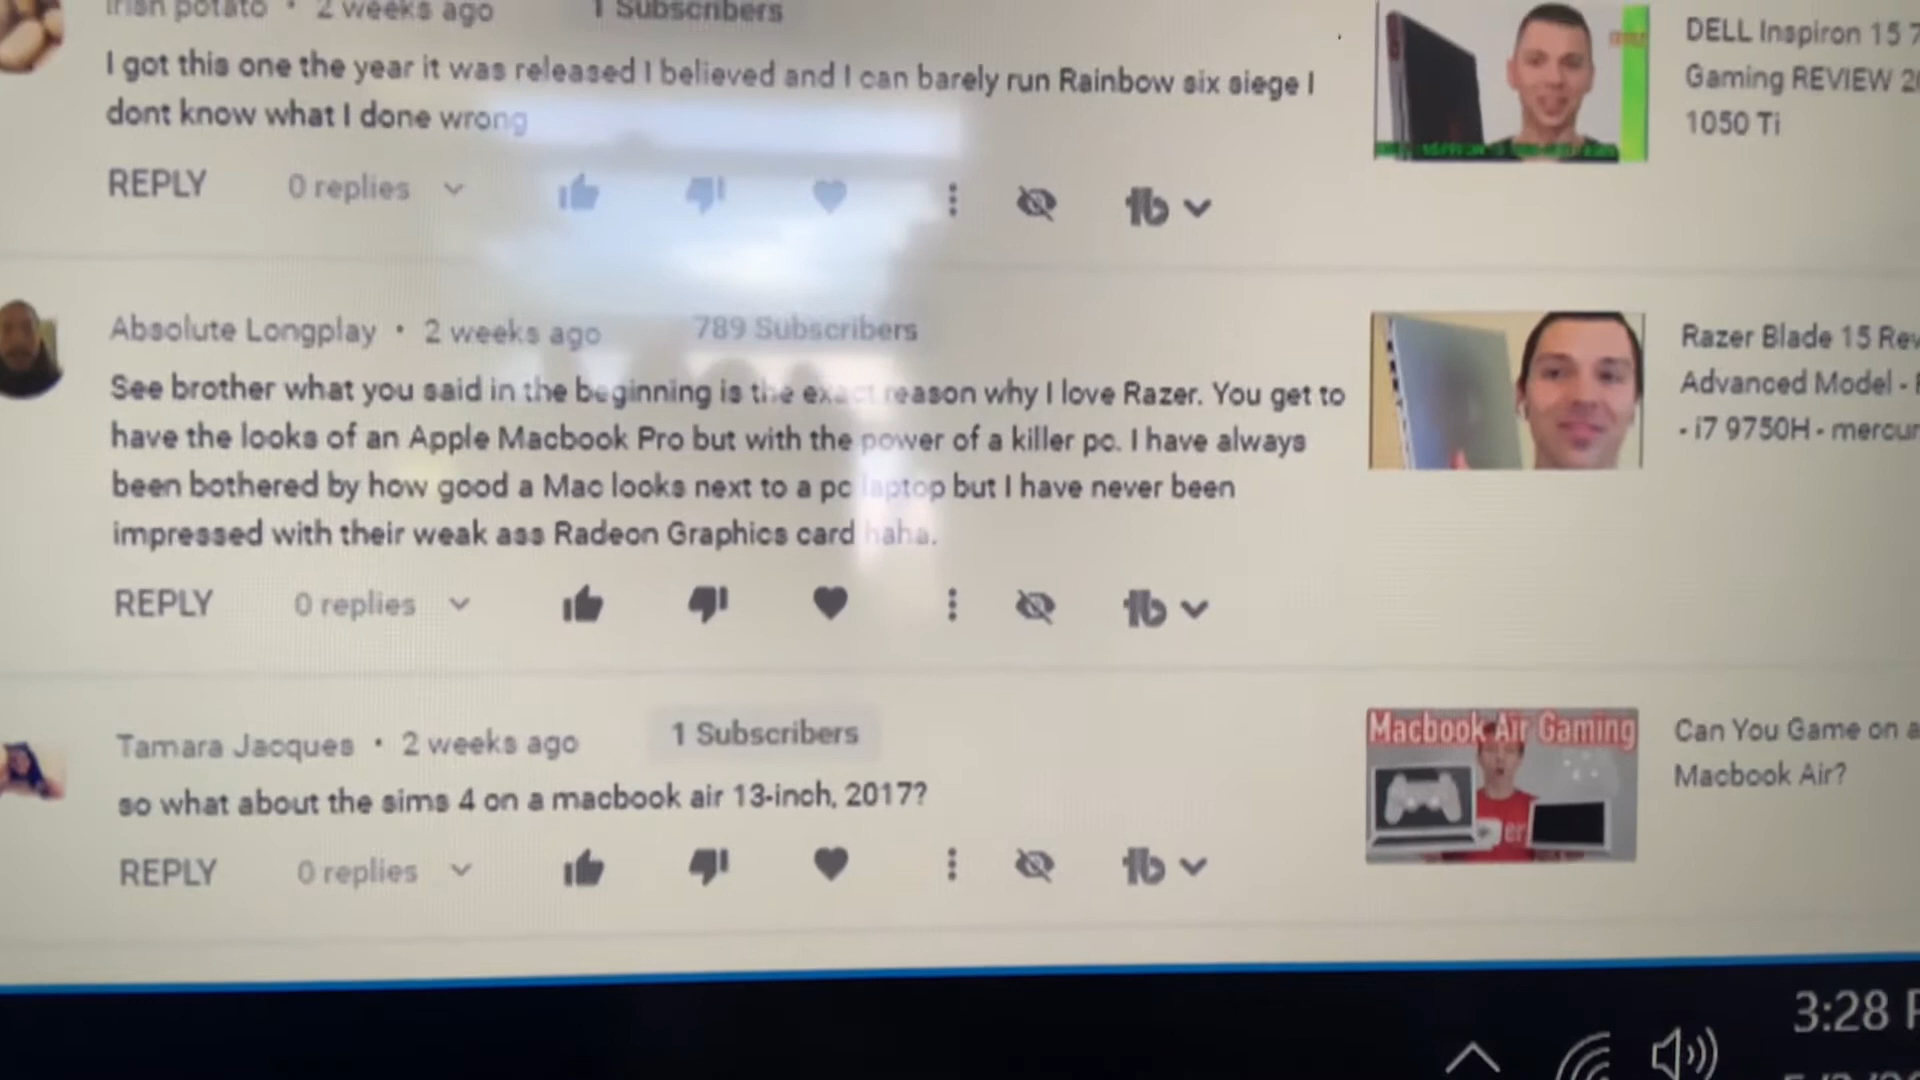 Irish potato • 2 weeks ago 1 Subscribers
I got this one the year it was released I believed and I can barely run Rainbow six siege I
dont know what I done wrong
REPLY 0 replies
DELL Inspiron 15 7
Gaming REVIEW 20
1050 Ti
Absolute Longplay • 2 weeks ago 789 Subscribers
See brother what you said in the beginning is the exact reason why I love Razer. You get to
have the looks of an Apple Macbook Pro but with the power of a killer pc. I have always
been bothered by how good a Mac looks next to a pc laptop but I have never been
impressed with their weak ass Radeon Graphics card haha.
REPLY 0 replies
Razer Blade 15 Rev
Advanced Model -
- i7 9750H - mercur
Tamara Jacques • 2 weeks ago 1 Subscribers
so what about the sims 4 on a macbook air 13-inch, 2017?
REPLY 0 replies
Macbook Air Gaming
er
Can You Game on a
Macbook Air?
3:28 P